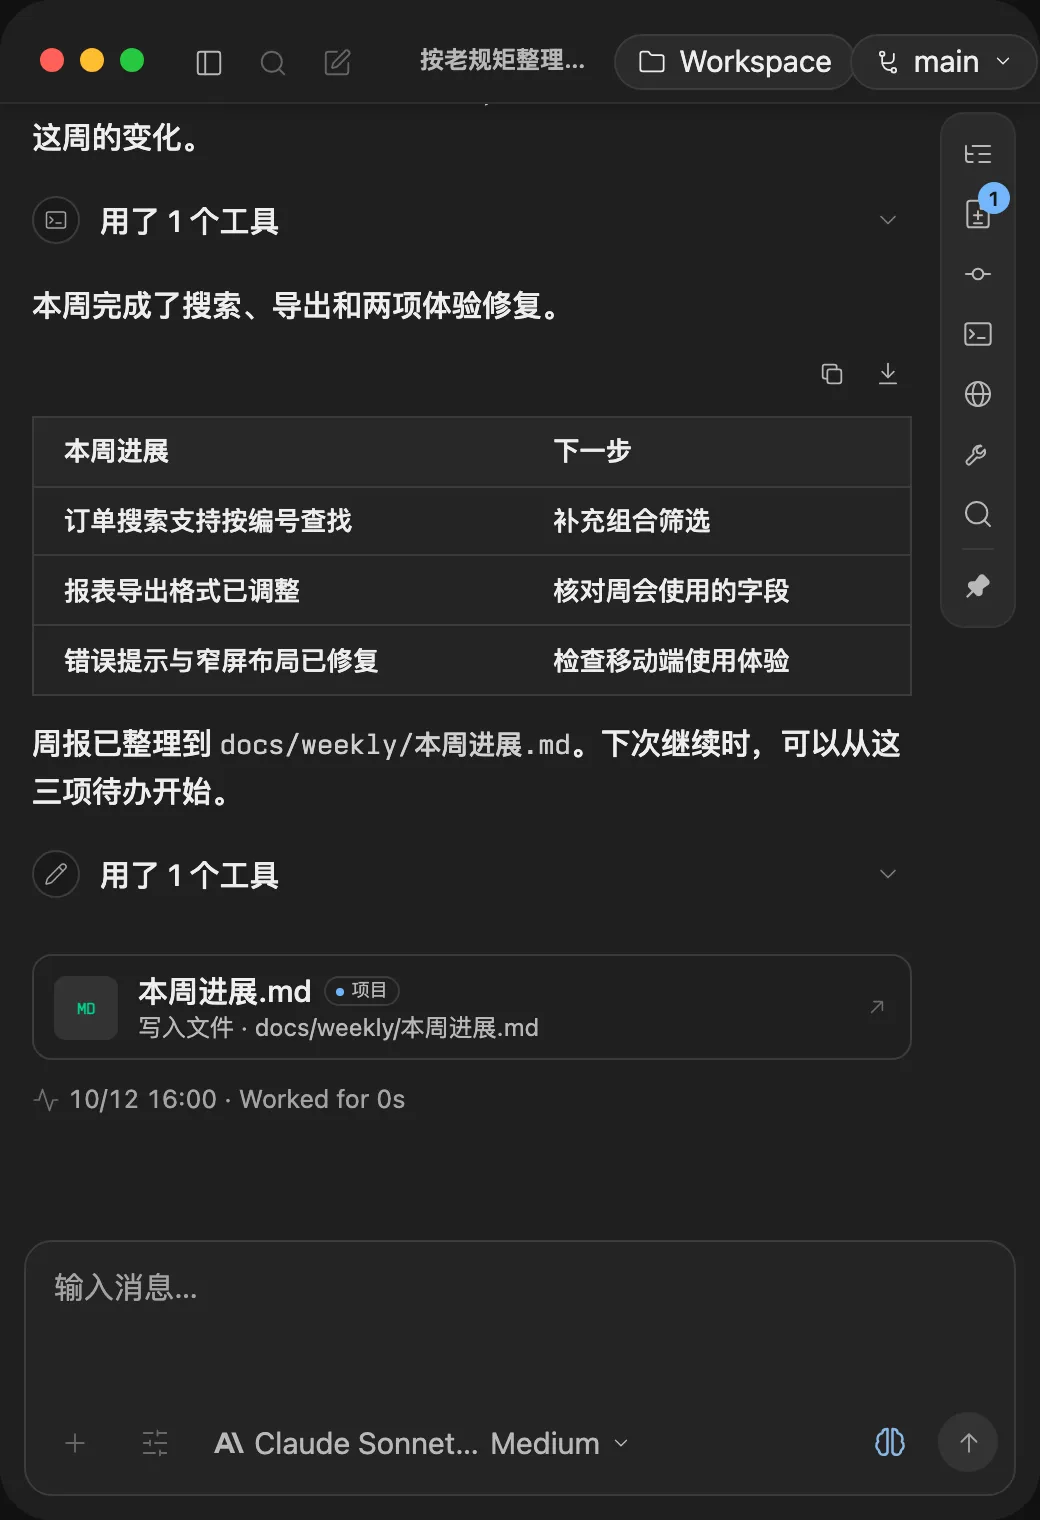 按老规矩整理...
Workspace
main
这周的变化。
用了 1 个工具
1
本周完成了搜索、导出和两项体验修复。
本周进展 下一步
订单搜索支持按编号查找 补充组合筛选
报表导出格式已调整 核对周会使用的字段
错误提示与窄屏布局已修复 检查移动端使用体验
周报已整理到 docs/weekly/本周进展.md。下次继续时，可以从这
三项待办开始。
用了 1 个工具
MD
本周进展.md 项目
写入文件 · docs/weekly/本周进展.md
10/12 16:00 · Worked for 0s
输入消息...
Claude Sonnet... Medium